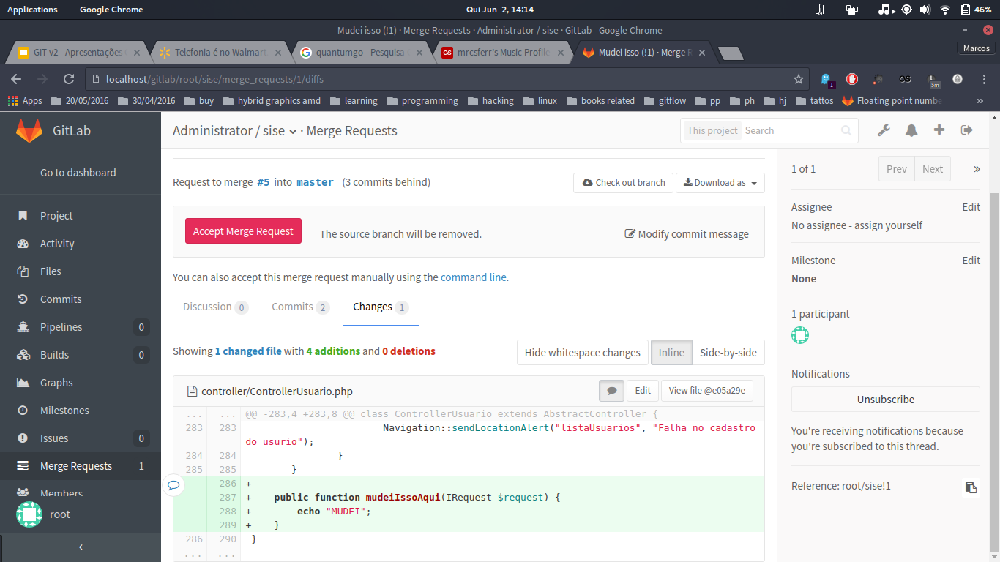 Applications Google Chrome Qui Jun 2, 14:14 46%
Mudei isso (!1) · Merge Requests · Administrator / sise · GitLab - Google Chrome
GIT v2 - Apresentações Telefonia é no Walmart. quantumgo - Pesquisa mrcsferr's Music Profile Mudei isso (!1) · Merge R Marcos
localhost/gitlab/root/sise/merge_requests/1/diffs 1 5m
Apps 20/05/2016 30/04/2016 buy hybrid graphics amd learning programming hacking linux books related gitflow pp ph hj tattos Floating point numbe »
GitLab
Administrator / sise · Merge Requests
This project Search
Go to dashboard
Project
Activity
Files
Commits
Pipelines 0
Builds 0
Graphs
Milestones
Issues 0
Merge Requests 1
Members
root
Request to merge #5 into master (3 commits behind)
Check out branch Download as
Accept Merge Request The source branch will be removed. Modify commit message
You can also accept this merge request manually using the command line.
Discussion 0 Commits 2 Changes 1
Showing 1 changed file with 4 additions and 0 deletions
Hide whitespace changes Inline Side-by-side
controller/ControllerUsuario.php Edit View file @e05a29e
... ... @@ -283,4 +283,8 @@ class ControllerUsuario extends AbstractController {
283 283 Navigation::sendLocationAlert("listaUsuarios", "Falha no cadastro
do usurio");
284 284 }
285 285 }
286 +
287 + public function mudeiIssoAqui(IRequest $request) {
288 + echo "MUDEI";
289 + }
286 290 }
... ...
1 of 1 Prev Next »
Assignee Edit
No assignee - assign yourself
Milestone Edit
None
1 participant
Notifications
Unsubscribe
You're receiving notifications because
you're subscribed to this thread.
Reference: root/sise!1